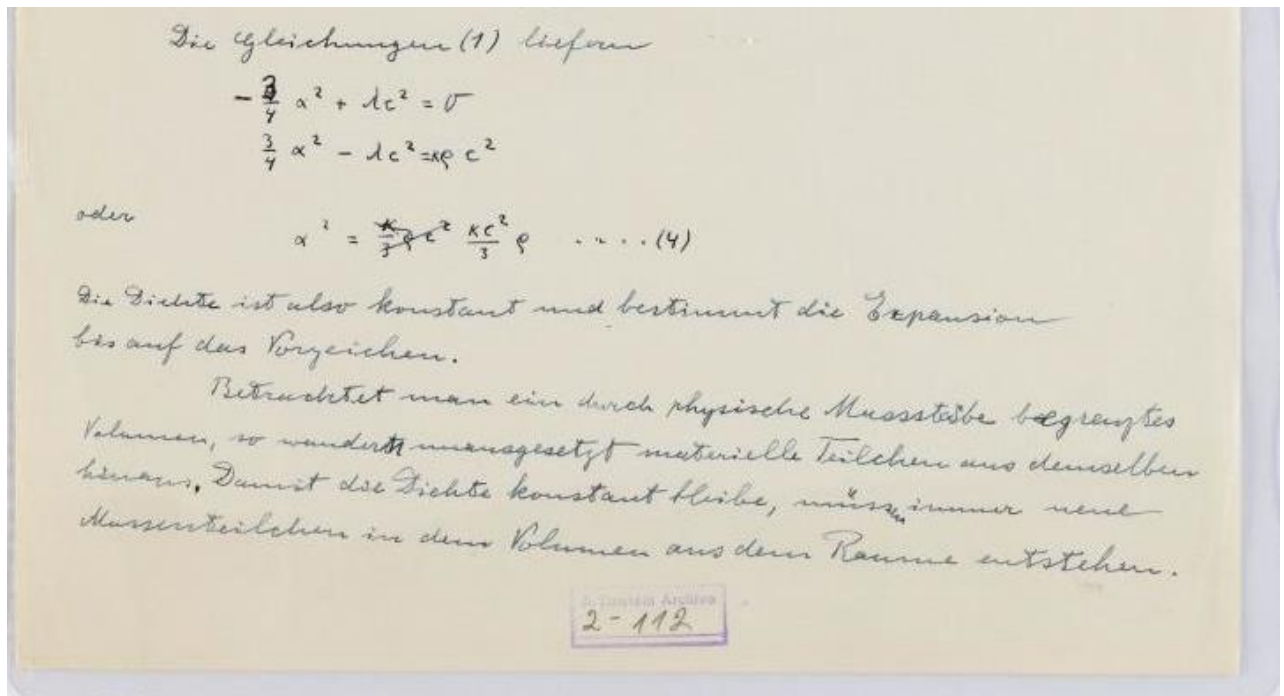 Die Gleichungen (1) liefern
- 3/4 α² + λc² = 0
3/4 α² - λc² = κρc²
oder
α² = κc²/3 ρ ..... (4)
Die Dichte ist also konstant und bestimmt die Expansion
bis auf das Vorzeichen.
Betrachtet man ein durch physische Massstäbe begrenztes
Volumen, so wandern unausgesetzt materielle Teilchen aus demselben
hinaus. Damit die Dichte konstant bleibe, müssen immer neue
Massenteilchen in dem Volumen aus dem Raume entstehen.
A. Einstein Archive
2-112